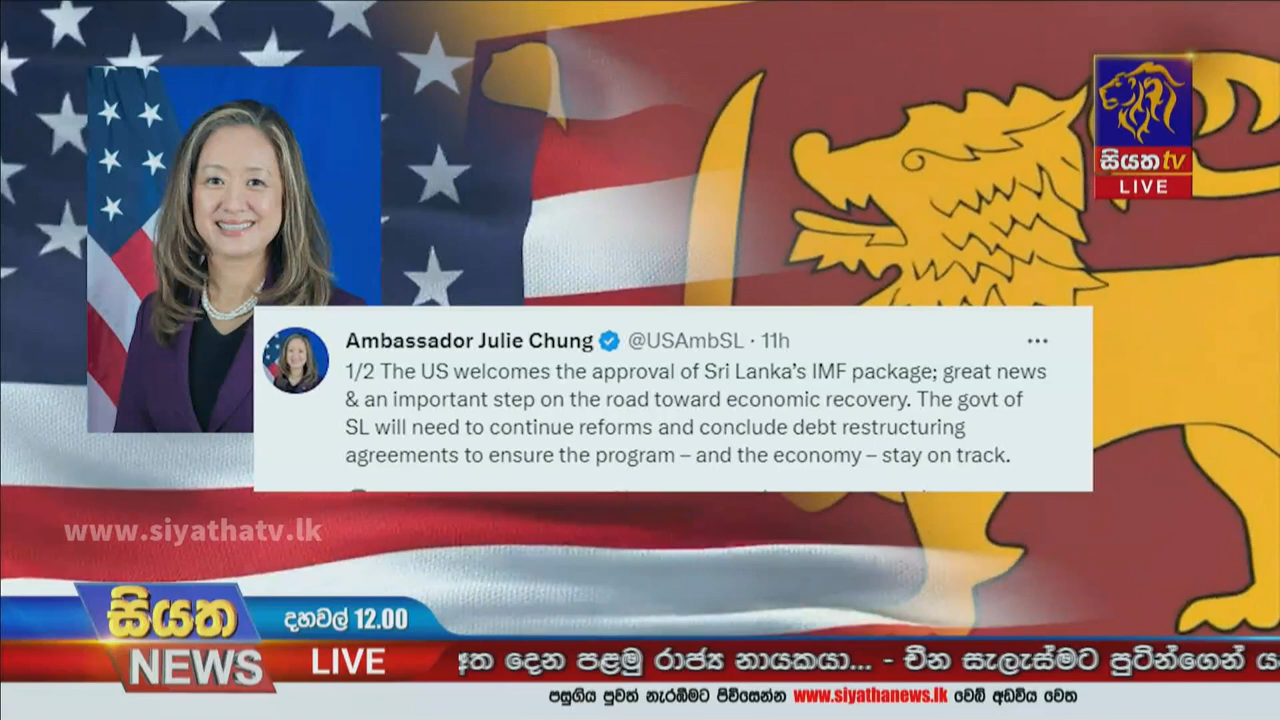 සියත tv
LIVE
Ambassador Julie Chung @USAmbSL · 11h
1/2 The US welcomes the approval of Sri Lanka's IMF package; great news
& an important step on the road toward economic recovery. The govt of
SL will need to continue reforms and conclude debt restructuring
agreements to ensure the program – and the economy – stay on track.
www.siyathatv.lk
සියත
NEWS
දහවල් 12.00
LIVE
දෙන පළමු රාජ්‍ය නායකයා... - චීන සැලැස්මට පුටින්ගෙන්
පසුගිය පුවත් නැරඹීමට පිවිසෙන්න www.siyathanews.lk වෙබ් අඩවිය වෙත